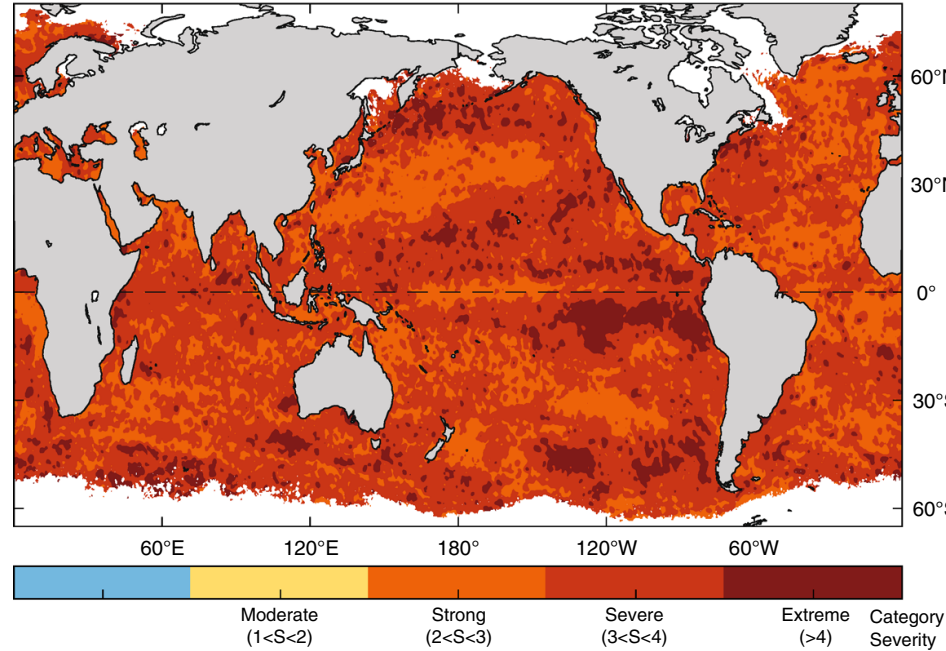 60°N
30°N
0°
30°S
60°S
60°E 120°E 180° 120°W 60°W
Moderate Strong Severe Extreme Category
(1<S<2) (2<S<3) (3<S<4) (>4) Severity